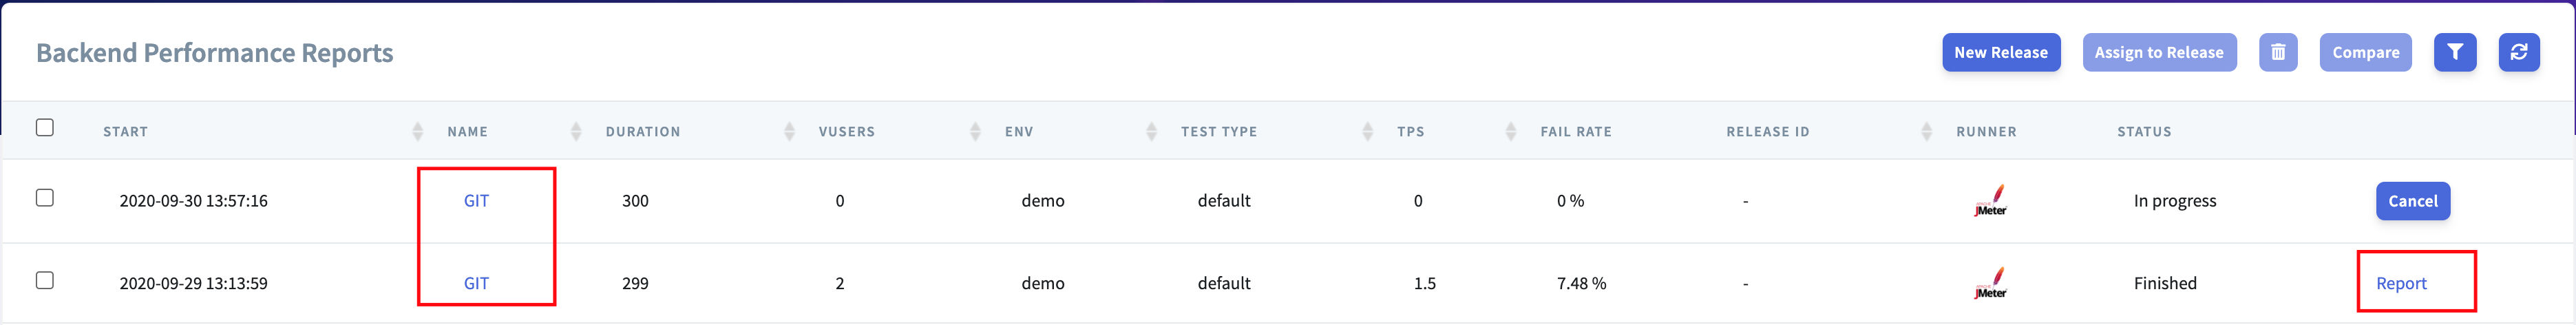 Backend Performance Reports New Release Assign to Release Compare
START NAME DURATION VUSERS ENV TEST TYPE TPS FAIL RATE RELEASE ID RUNNER STATUS
2020-09-30 13:57:16 GIT 300 0 demo default 0 0 % - APACHE JMeter In progress Cancel
2020-09-29 13:13:59 GIT 299 2 demo default 1.5 7.48 % - APACHE JMeter Finished Report